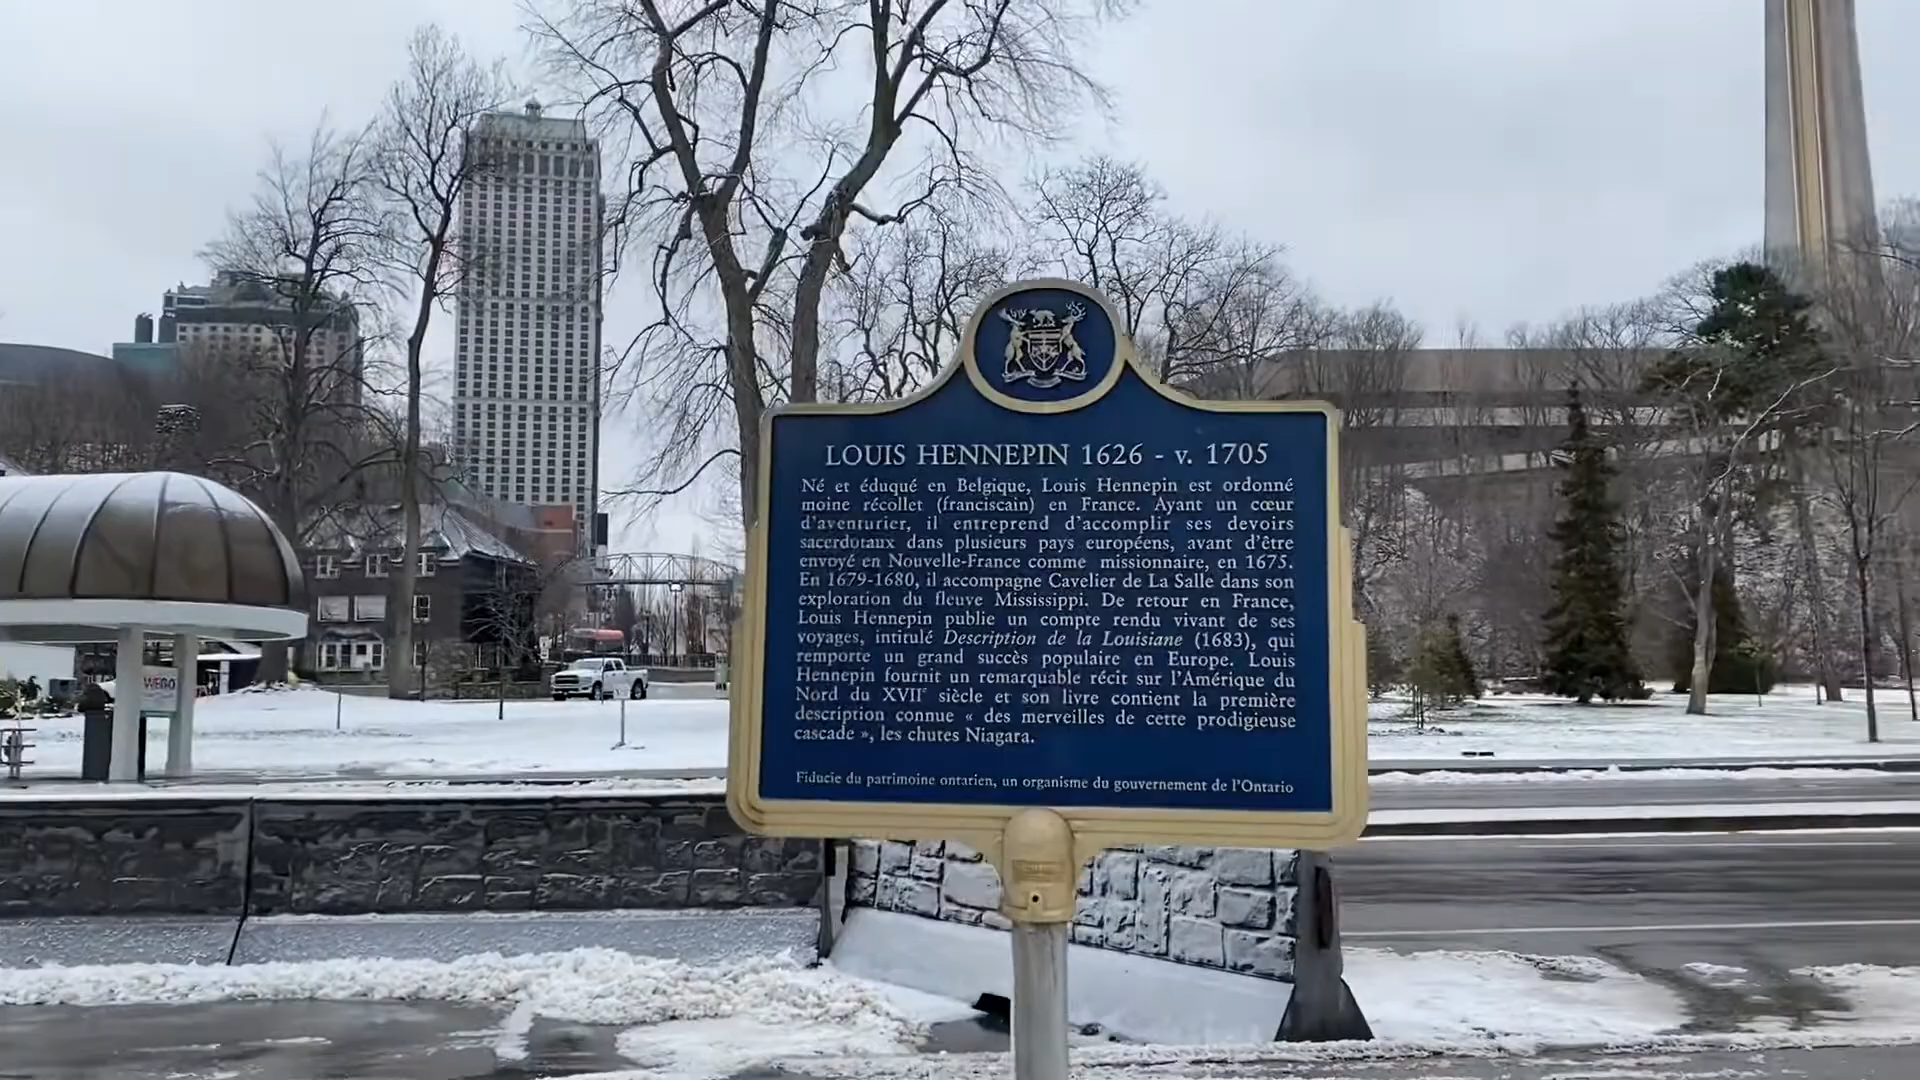 LOUIS HENNEPIN 1626 - v. 1705
Né et éduqué en Belgique, Louis Hennepin est ordonné
moine récollet (franciscain) en France. Ayant un cœur
d'aventurier, il entreprend d'accomplir ses devoirs
sacerdotaux dans plusieurs pays européens, avant d'être
envoyé en Nouvelle-France comme missionnaire, en 1675.
En 1679-1680, il accompagne Cavelier de La Salle dans son
exploration du fleuve Mississippi. De retour en France,
Louis Hennepin publie un compte rendu vivant de ses
voyages, intitulé Description de la Louisiane (1683), qui
remporte un grand succès populaire en Europe. Louis
Hennepin fournit un remarquable récit sur l'Amérique du
Nord du XVIIe siècle et son livre contient la première
description connue « des merveilles de cette prodigieuse
cascade », les chutes Niagara.
Fiducie du patrimoine ontarien, un organisme du gouvernement de l'Ontario
WEGO